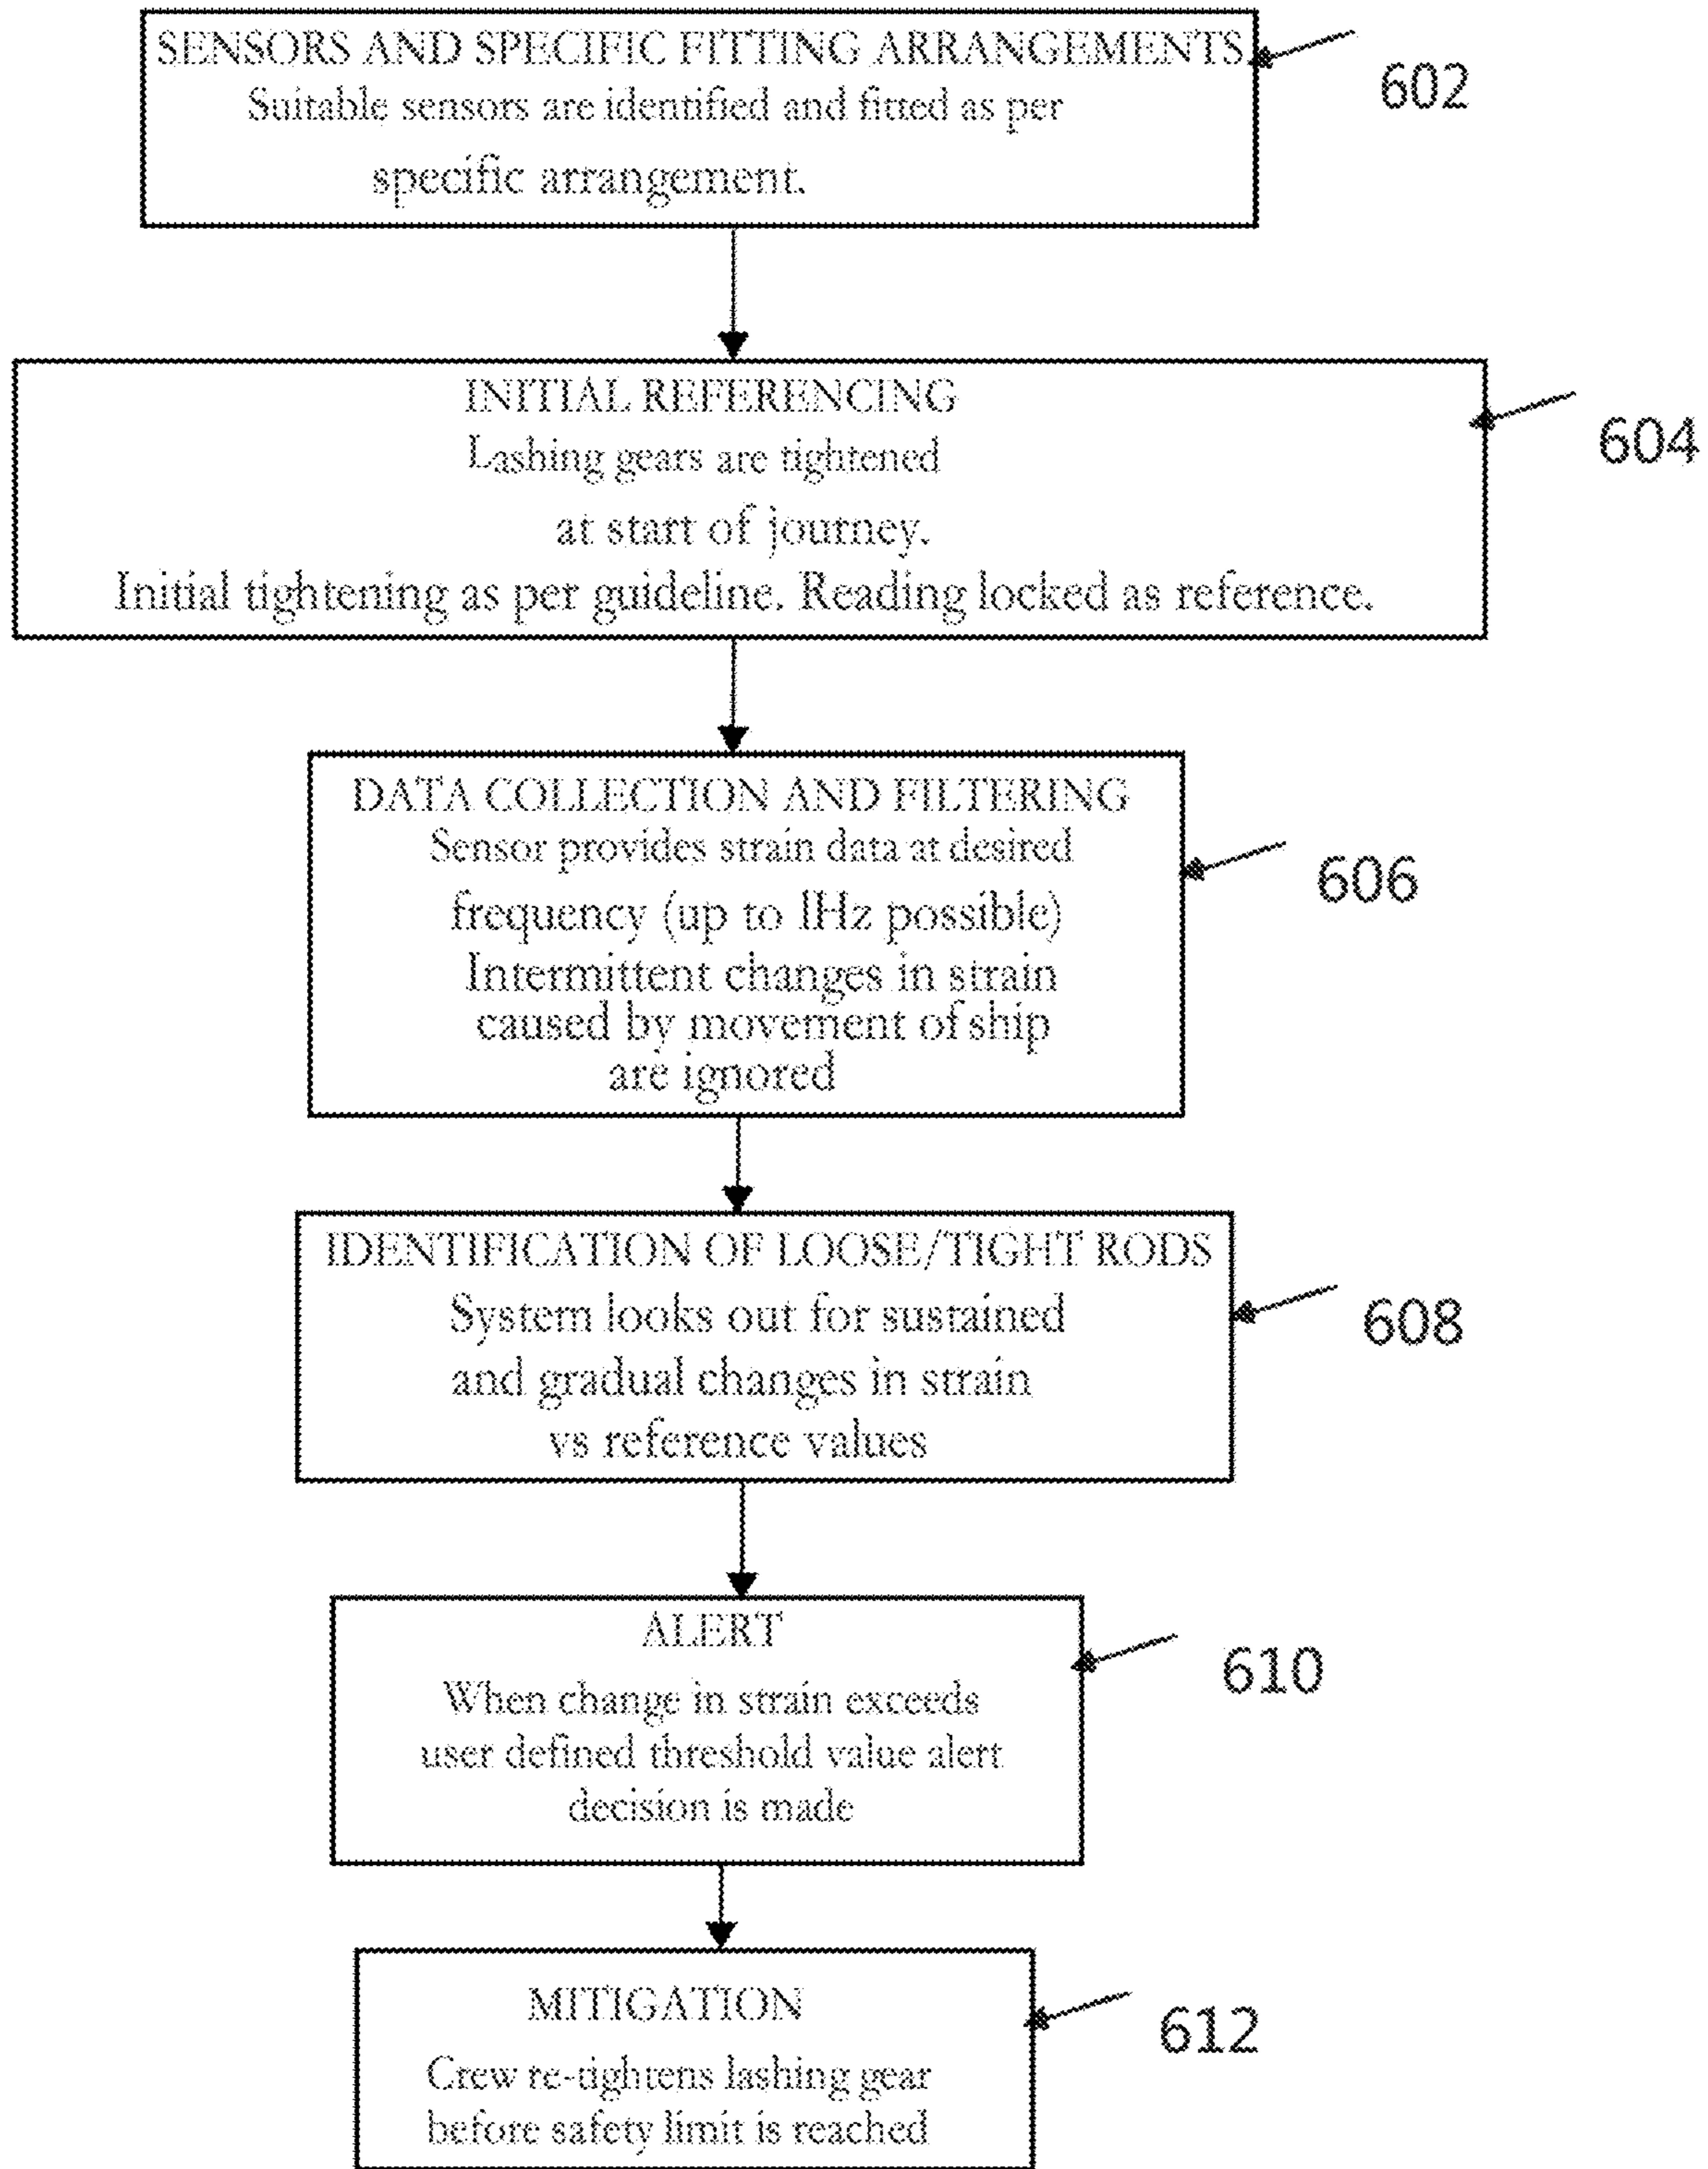 SENSORS AND SPECIFIC FITTING ARRANGEMENTS.
Suitable sensors are identified and fitted as per
specific arrangement.
602
INITIAL REFERENCING
Lashing gears are tightened
at start of journey.
Initial tightening as per guideline. Reading locked as reference.
604
DATA COLLECTION AND FILTERING
Sensor provides strain data at desired
frequency (up to 1Hz possible)
Intermittent changes in strain
caused by movement of ship
are ignored
606
IDENTIFICATION OF LOOSE/TIGHT RODS
System looks out for sustained
and gradual changes in strain
vs reference values
608
ALERT
When change in strain exceeds
user defined threshold value alert
decision is made
610
MITIGATION
Crew re-tightens lashing gear
before safety limit is reached
612